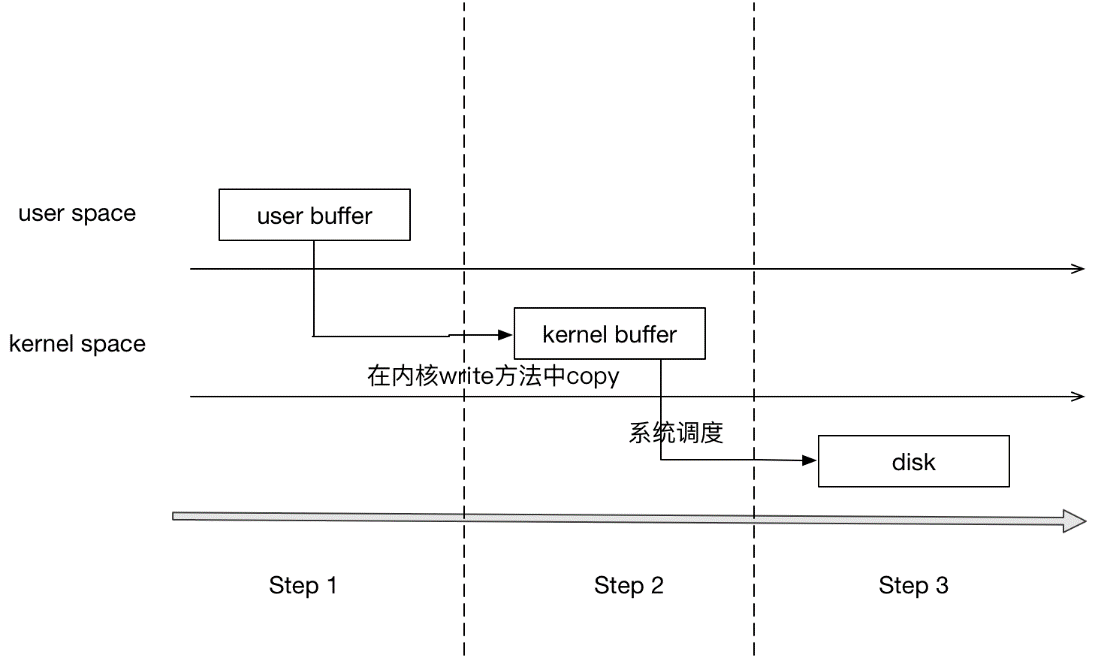 user space
user buffer
kernel space
kernel buffer
在内核write方法中copy
系统调度
disk
Step 1
Step 2
Step 3